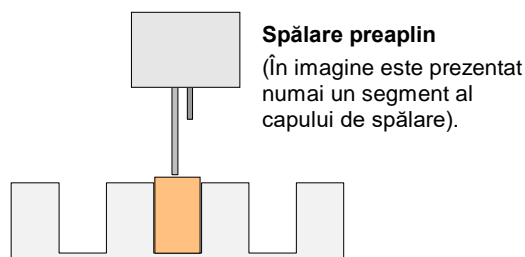 Spălare preaplin
(În imagine este prezentat
numai un segment al
capului de spălare).